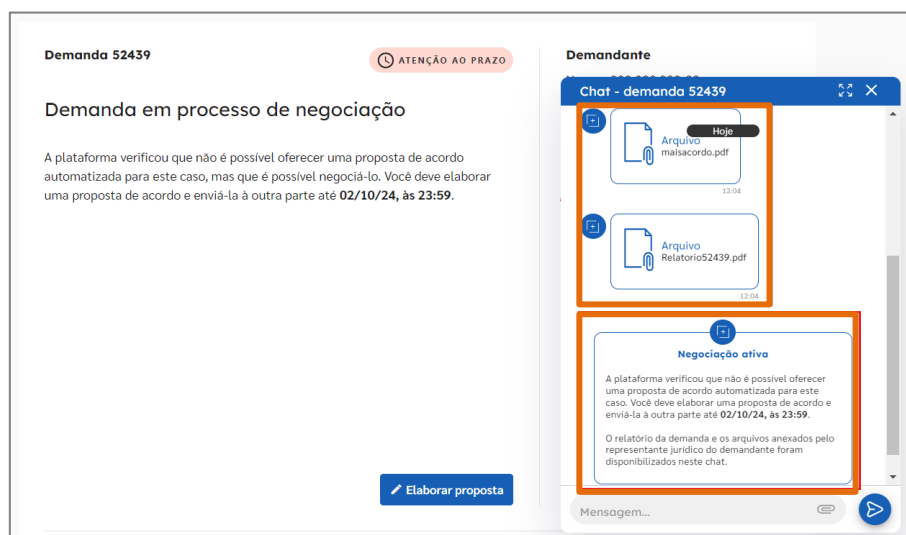 Demanda 52439
ATENÇÃO AO PRAZO
Demandante
Demanda em processo de negociação
A plataforma verificou que não é possível oferecer uma proposta de acordo
automatizada para este caso, mas que é possível negociá-lo. Você deve elaborar
uma proposta de acordo e enviá-la à outra parte até 02/10/24, às 23:59.
Elaborar proposta
Chat - demanda 52439
Hoje
Arquivo
maisacordo.pdf
12:04
Arquivo
Relatorio52439.pdf
12:04
Negociação ativa
A plataforma verificou que não é possível oferecer
uma proposta de acordo automatizada para este
caso. Você deve elaborar uma proposta de acordo e
enviá-la à outra parte até 02/10/24, às 23:59.
O relatório da demanda e os arquivos anexados pelo
representante jurídico do demandante foram
disponibilizados neste chat.
Mensagem...